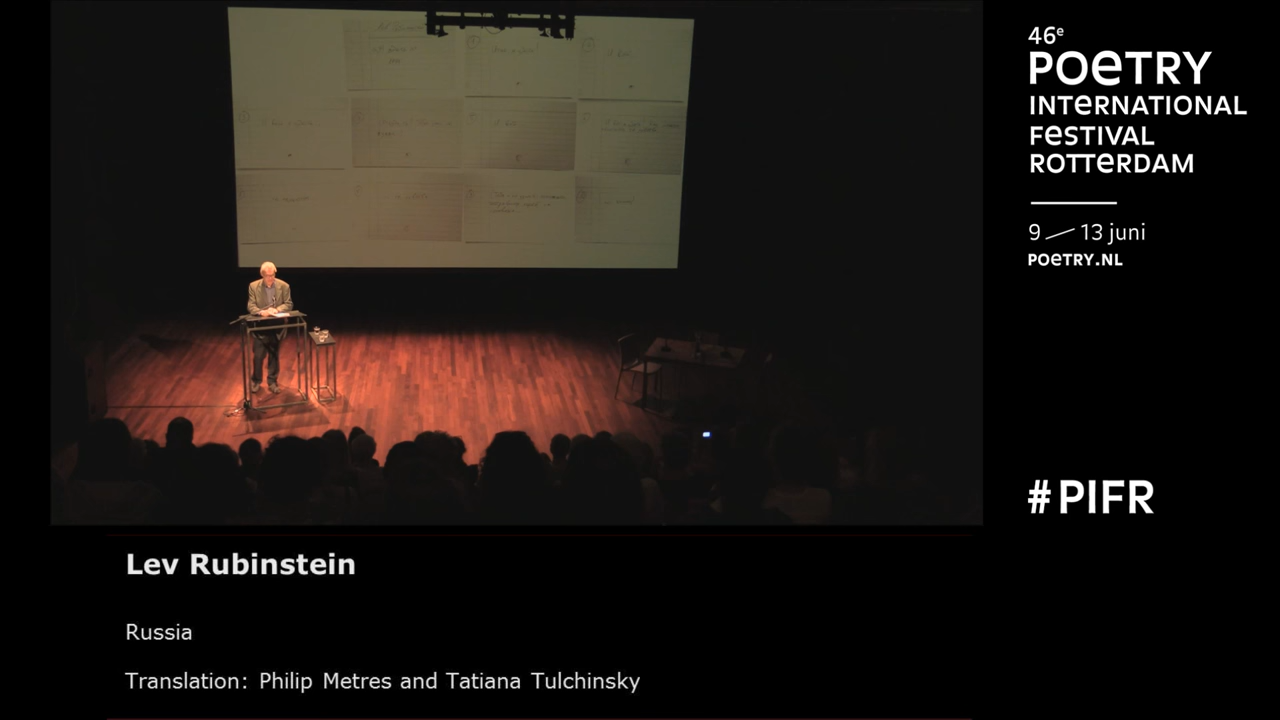 46e
POETRY
INTERNATIONAL
FESTIVAL
ROTTERDAM
9 — 13 juni
POETRY.NL
#PIFR
Lev Rubinstein
Russia
Translation: Philip Metres and Tatiana Tulchinsky